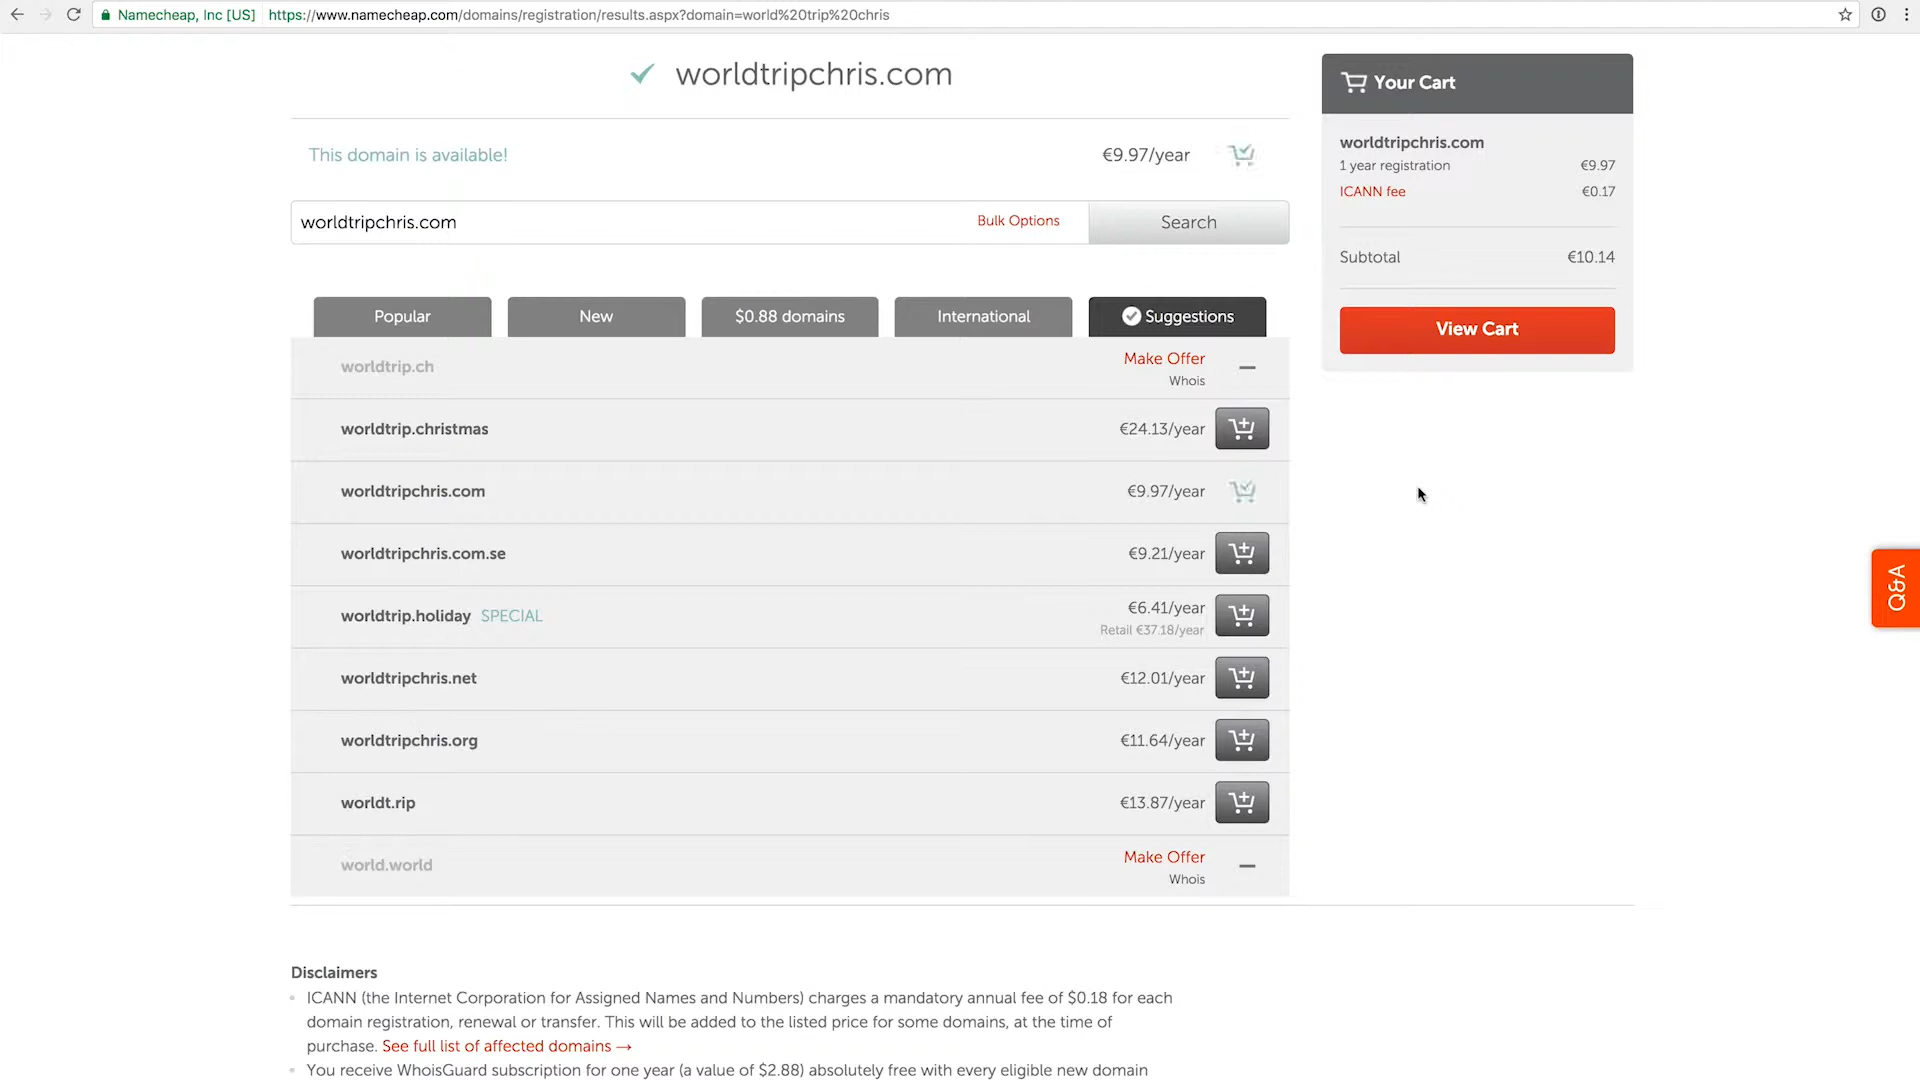 Namecheap, Inc [US] https://www.namecheap.com/domains/registration/results.aspx?domain=world%20trip%20chris
worldtripchris.com
This domain is available! €9.97/year
worldtripchris.com Bulk Options Search
Popular New $0.88 domains International Suggestions
worldtrip.ch Make Offer
Whois
worldtrip.christmas €24.13/year
worldtripchris.com €9.97/year
worldtripchris.com.se €9.21/year
worldtrip.holiday SPECIAL €6.41/year
Retail €37.18/year
worldtripchris.net €12.01/year
worldtripchris.org €11.64/year
worldt.rip €13.87/year
world.world Make Offer
Whois
Your Cart
worldtripchris.com
1 year registration €9.97
ICANN fee €0.17
Subtotal €10.14
View Cart
Q&A
Disclaimers
ICANN (the Internet Corporation for Assigned Names and Numbers) charges a mandatory annual fee of $0.18 for each
domain registration, renewal or transfer. This will be added to the listed price for some domains, at the time of
purchase. See full list of affected domains →
You receive WhoisGuard subscription for one year (a value of $2.88) absolutely free with every eligible new domain